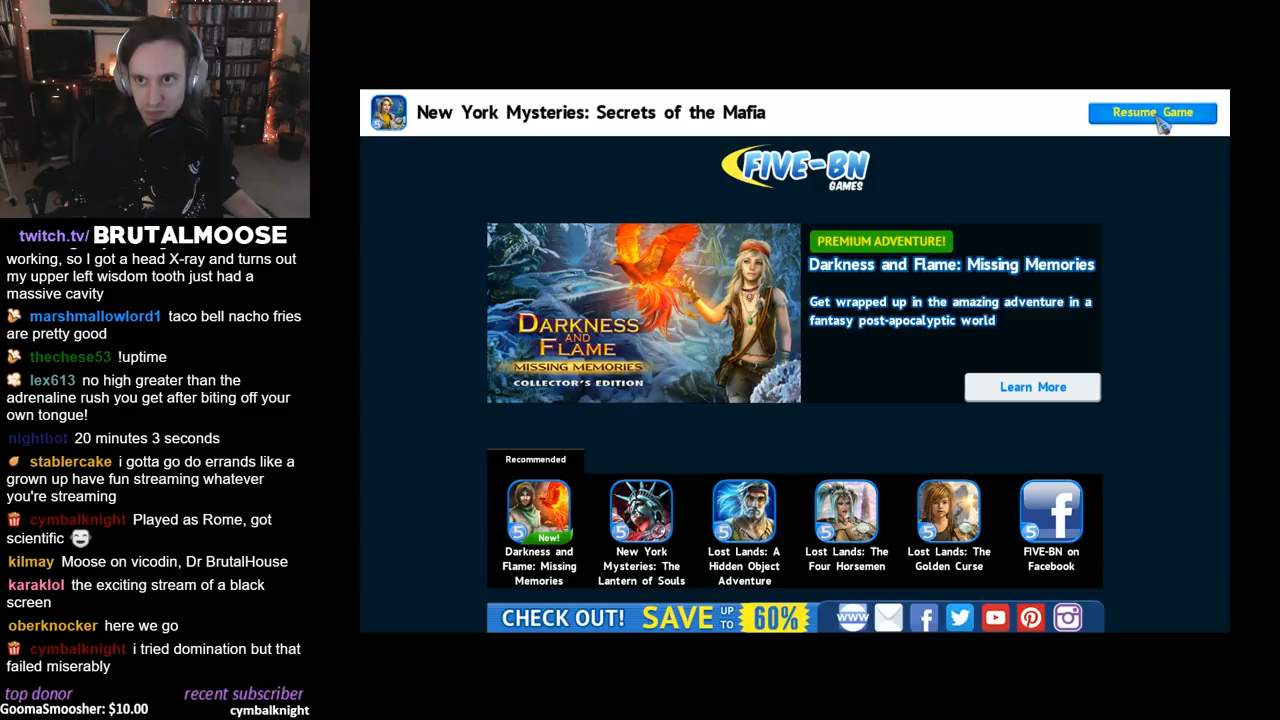 twitch.tv/ BRUTALMOOSE
working, so I got a head X-ray and turns out
my upper left wisdom tooth just had a
massive cavity
marshmallowlord1 taco bell nacho fries
are pretty good
thechese53 !uptime
lex613 no high greater than the
adrenaline rush you get after biting off your
own tongue!
nightbot 20 minutes 3 seconds
stablercake i gotta go do errands like a
grown up have fun streaming whatever
you're streaming
cymbalknight Played as Rome, got
scientific
kilmay Moose on vicodin, Dr BrutalHouse
karaklol the exciting stream of a black
screen
oberknocker here we go
cymbalknight i tried domination but that
failed miserably
top donor
GoomaSmoosher: $10.00
recent subscriber
cymbalknight
5
New York Mysteries: Secrets of the Mafia
Resume Game
FIVE-BN
GAMES
DARKNESS
AND
FLAME
MISSING MEMORIES
COLLECTOR'S EDITION
PREMIUM ADVENTURE!
Darkness and Flame: Missing Memories
Get wrapped up in the amazing adventure in a
fantasy post-apocalyptic world
Learn More
Recommended
5
New!
Darkness and
Flame: Missing
Memories
5
New York
Mysteries: The
Lantern of Souls
5
Lost Lands: A
Hidden Object
Adventure
5
Lost Lands: The
Four Horsemen
5
Lost Lands: The
Golden Curse
5
FIVE-BN on
Facebook
CHECK OUT! SAVE UP TO 60%
WWW